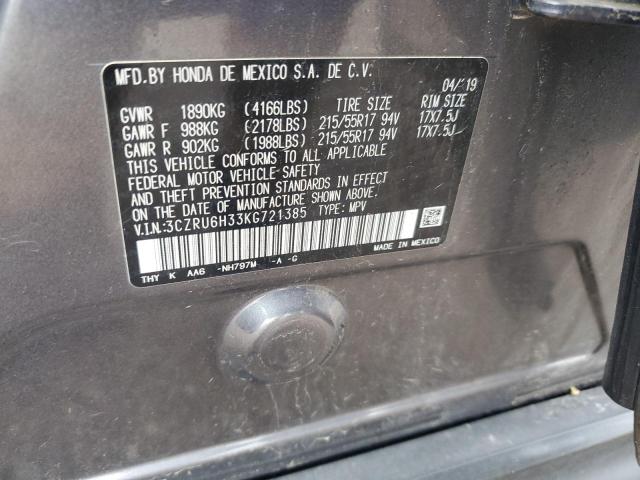 MFD.BY HONDA DE MEXICO S.A. DE C.V.
04/19
GVWR 1890KG (4166LBS) TIRE SIZE RIM SIZE
GAWR F 988KG (2178LBS) 215/55R17 94V 17X7.5J
GAWR R 902KG (1988LBS) 215/55R17 94V 17X7.5J
THIS VEHICLE CONFORMS TO ALL APPLICABLE
FEDERAL MOTOR VEHICLE-SAFETY
AND THEFT PREVENTION STANDARDS IN EFFECT
ON THE DATE OF MANUFACTURE SHOWN ABOVE.
V.I.N.:3CZRU6H33KG721385 TYPE: MPV
MADE IN MEXICO
THY K AA6 -NH797M -A -G